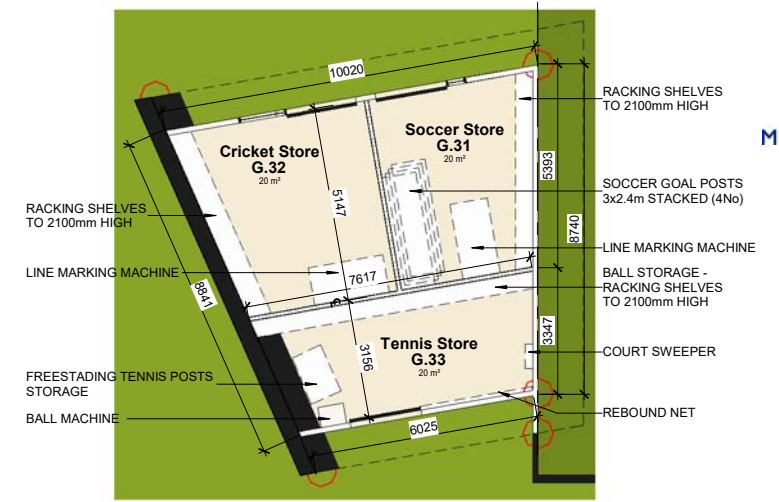 10020
RACKING SHELVES
TO 2100mm HIGH
M
Soccer Store
G.31
20 m²
Cricket Store
G.32
20 m²
5393
5147
SOCCER GOAL POSTS
3x2.4m STACKED (4No)
8740
RACKING SHELVES
TO 2100mm HIGH
LINE MARKING MACHINE
LINE MARKING MACHINE
7617
BALL STORAGE -
RACKING SHELVES
TO 2100mm HIGH
8841
3347
Tennis Store
G.33
20 m²
3156
COURT SWEEPER
FREESTADING TENNIS POSTS
STORAGE
BALL MACHINE
REBOUND NET
6025